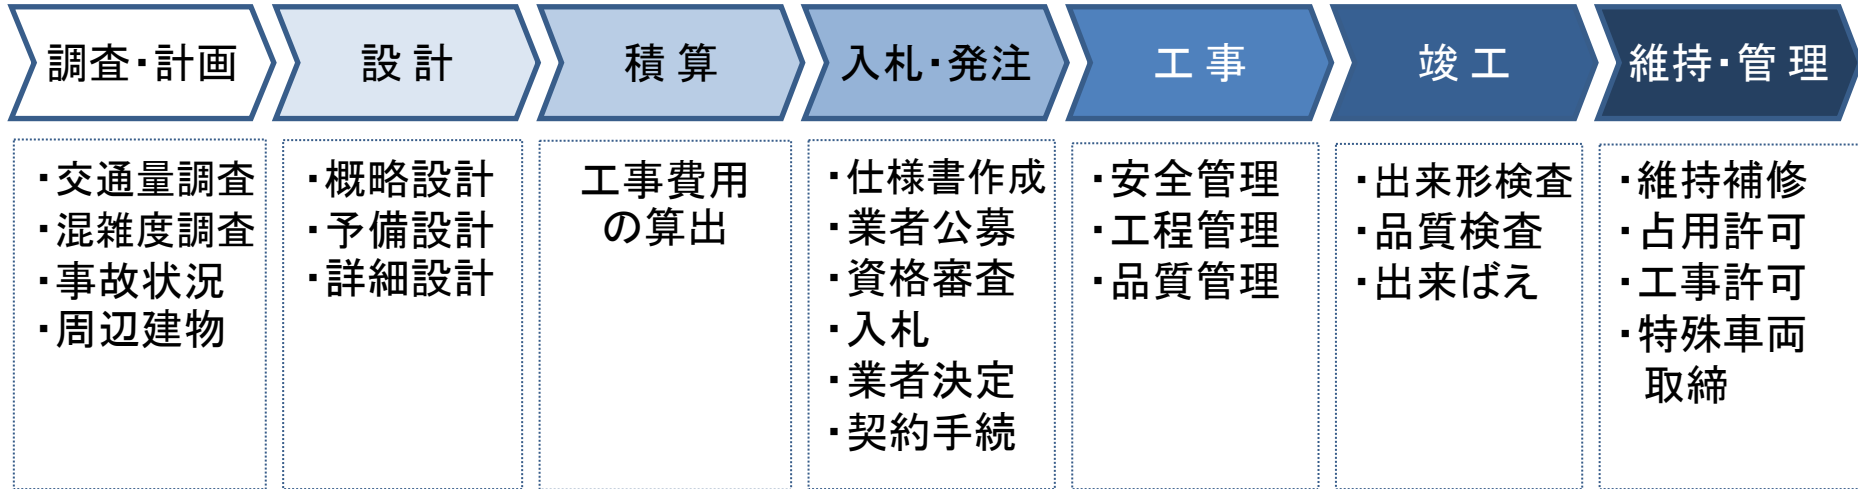 調査・計画
設 計
積 算
入札・発注
工 事
竣 工
維持・管 理
・交通量調査
・混雑度調査
・事故状況
・周辺建物
・概略設計
・予備設計
・詳細設計
工事費用
の算出
・仕様書作成
・業者公募
・資格審査
・入札
・業者決定
・契約手続
・安全管理
・工程管理
・品質管理
・出来形検査
・品質検査
・出来ばえ
・維持補修
・占用許可
・工事許可
・特殊車両
取締